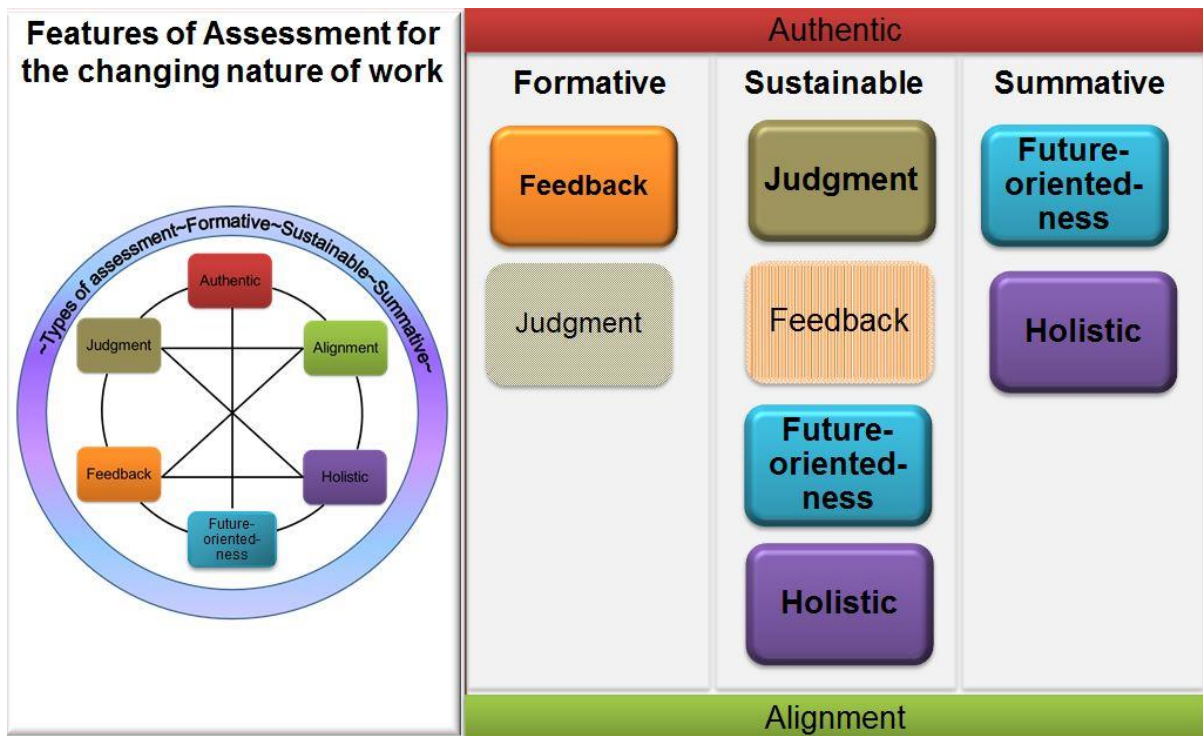 Features of Assessment for
the changing nature of work
~Types of assessment~Formative~Sustainable~Summative~
Authentic
Judgment
Alignment
Feedback
Holistic
Future-
oriented-
ness
Authentic
Formative
Feedback
Judgment
Sustainable
Judgment
Feedback
Future-
oriented-
ness
Holistic
Summative
Future-
oriented-
ness
Holistic
Alignment